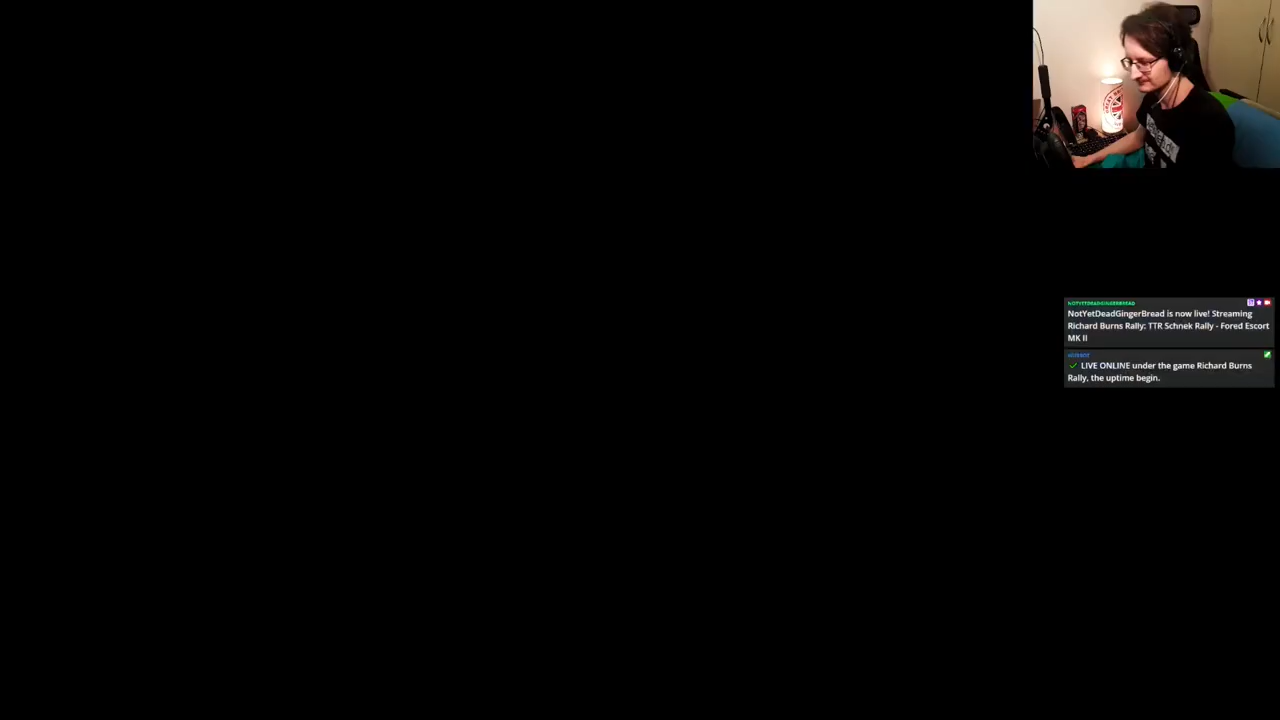 NOTYETDEADGINGERBREAD
NotYetDeadGingerBread is now live! Streaming
Richard Burns Rally: TTR Schnek Rally - Fored Escort
MK II
LIVE ONLINE under the game Richard Burns
Rally, the uptime begin.